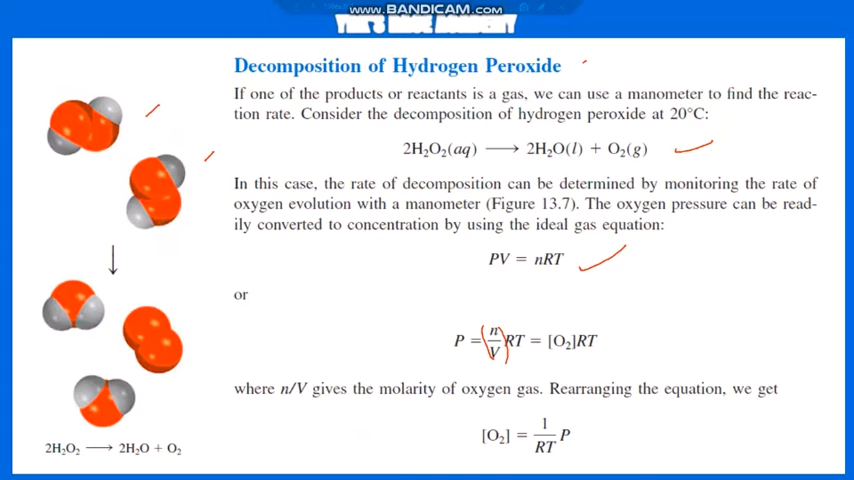 WWW.BANDICAM.COM
Decomposition of Hydrogen Peroxide
If one of the products or reactants is a gas, we can use a manometer to find the reac-
tion rate. Consider the decomposition of hydrogen peroxide at 20°C:
2H₂O₂(aq) ⟶ 2H₂O(l) + O₂(g)
In this case, the rate of decomposition can be determined by monitoring the rate of
oxygen evolution with a manometer (Figure 13.7). The oxygen pressure can be read-
ily converted to concentration by using the ideal gas equation:
PV = nRT
or
P = (n/V)RT = [O₂]RT
where n/V gives the molarity of oxygen gas. Rearranging the equation, we get
[O₂] = 1/RT P
2H₂O₂ ⟶ 2H₂O + O₂